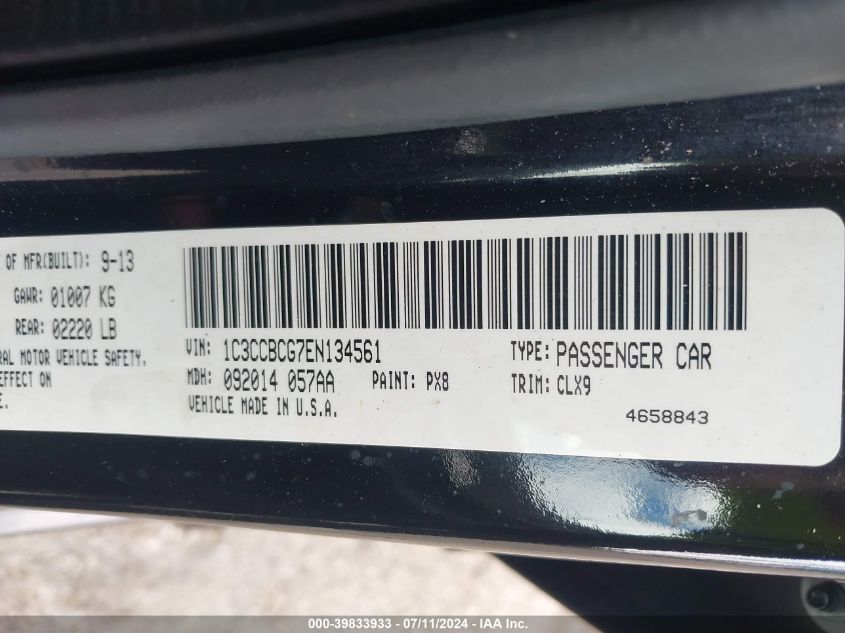 OF MFR(BUILT): 9-13
GAWR: 01007 KG
REAR: 02220 LB
RAL MOTOR VEHICLE SAFETY,
EFFECT ON
E.
VIN: 1C3CCBCG7EN134561
TYPE: PASSENGER CAR
MDH: 092014 057AA
PAINT: PX8
TRIM: CLX9
VEHICLE MADE IN U.S.A.
4658843
000-39833933 - 07/11/2024 - IAA Inc.